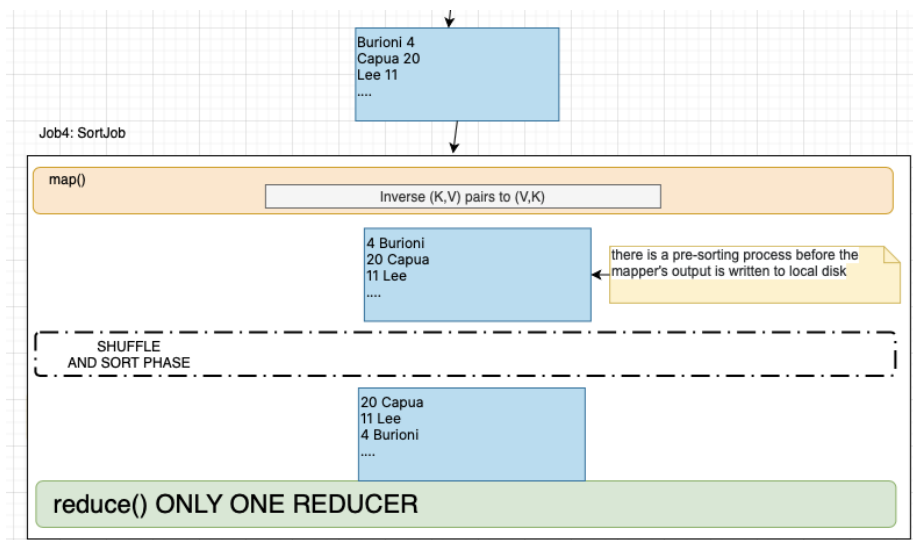 Burioni 4
Capua 20
Lee 11
....
Job4: SortJob
map()
Inverse (K,V) pairs to (V,K)
4 Burioni
20 Capua
11 Lee
....
there is a pre-sorting process before the
mapper's output is written to local disk
SHUFFLE
AND SORT PHASE
20 Capua
11 Lee
4 Burioni
....
reduce() ONLY ONE REDUCER